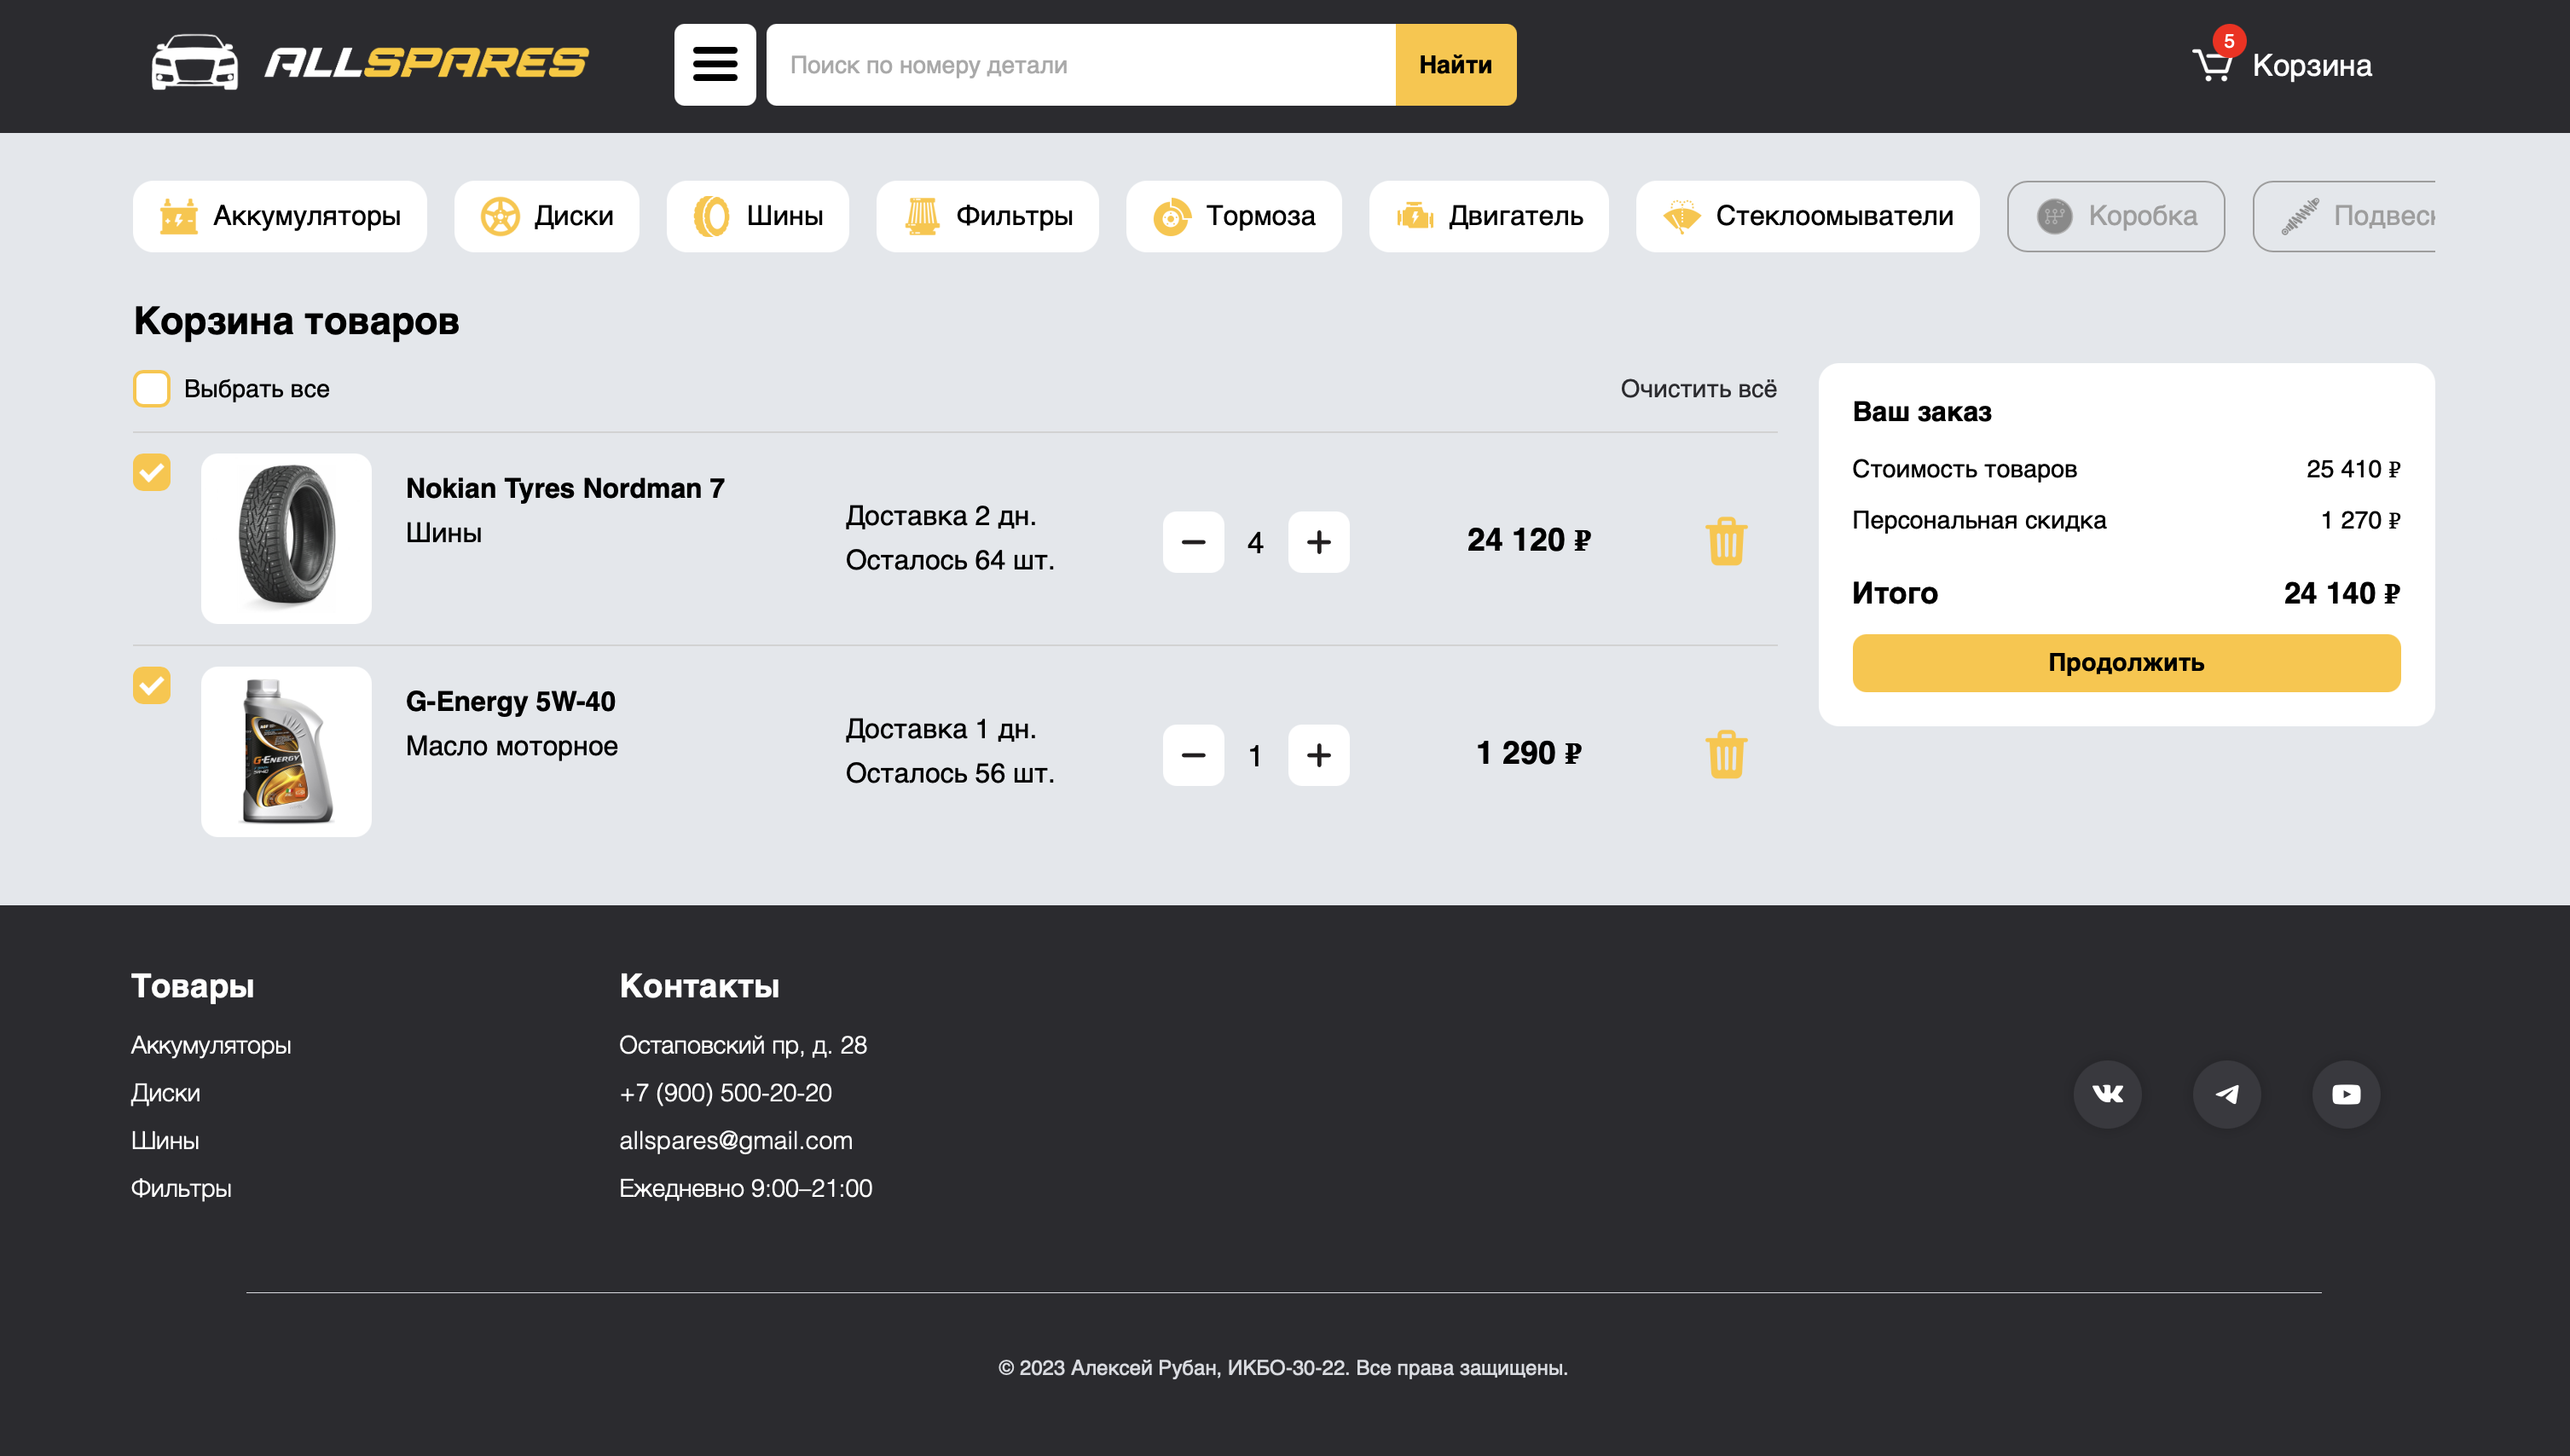 ALLSPARES
Поиск по номеру детали
Найти
5
Корзина
Аккумуляторы
Диски
Шины
Фильтры
Тормоза
Двигатель
Стеклоомыватели
Коробка
Подвеск
Корзина товаров
Выбрать все
Очистить всё
Nokian Tyres Nordman 7
Шины
Доставка 2 дн.
Осталось 64 шт.
4
24 120 ₽
G-ENERGY
G-Energy 5W-40
Масло моторное
Доставка 1 дн.
Осталось 56 шт.
1
1 290 ₽
Ваш заказ
Стоимость товаров 25 410 ₽
Персональная скидка 1 270 ₽
Итого 24 140 ₽
Продолжить
Товары
Аккумуляторы
Диски
Шины
Фильтры
Контакты
Остаповский пр, д. 28
+7 (900) 500-20-20
allspares@gmail.com
Ежедневно 9:00–21:00
© 2023 Алексей Рубан, ИКБО-30-22. Все права защищены.